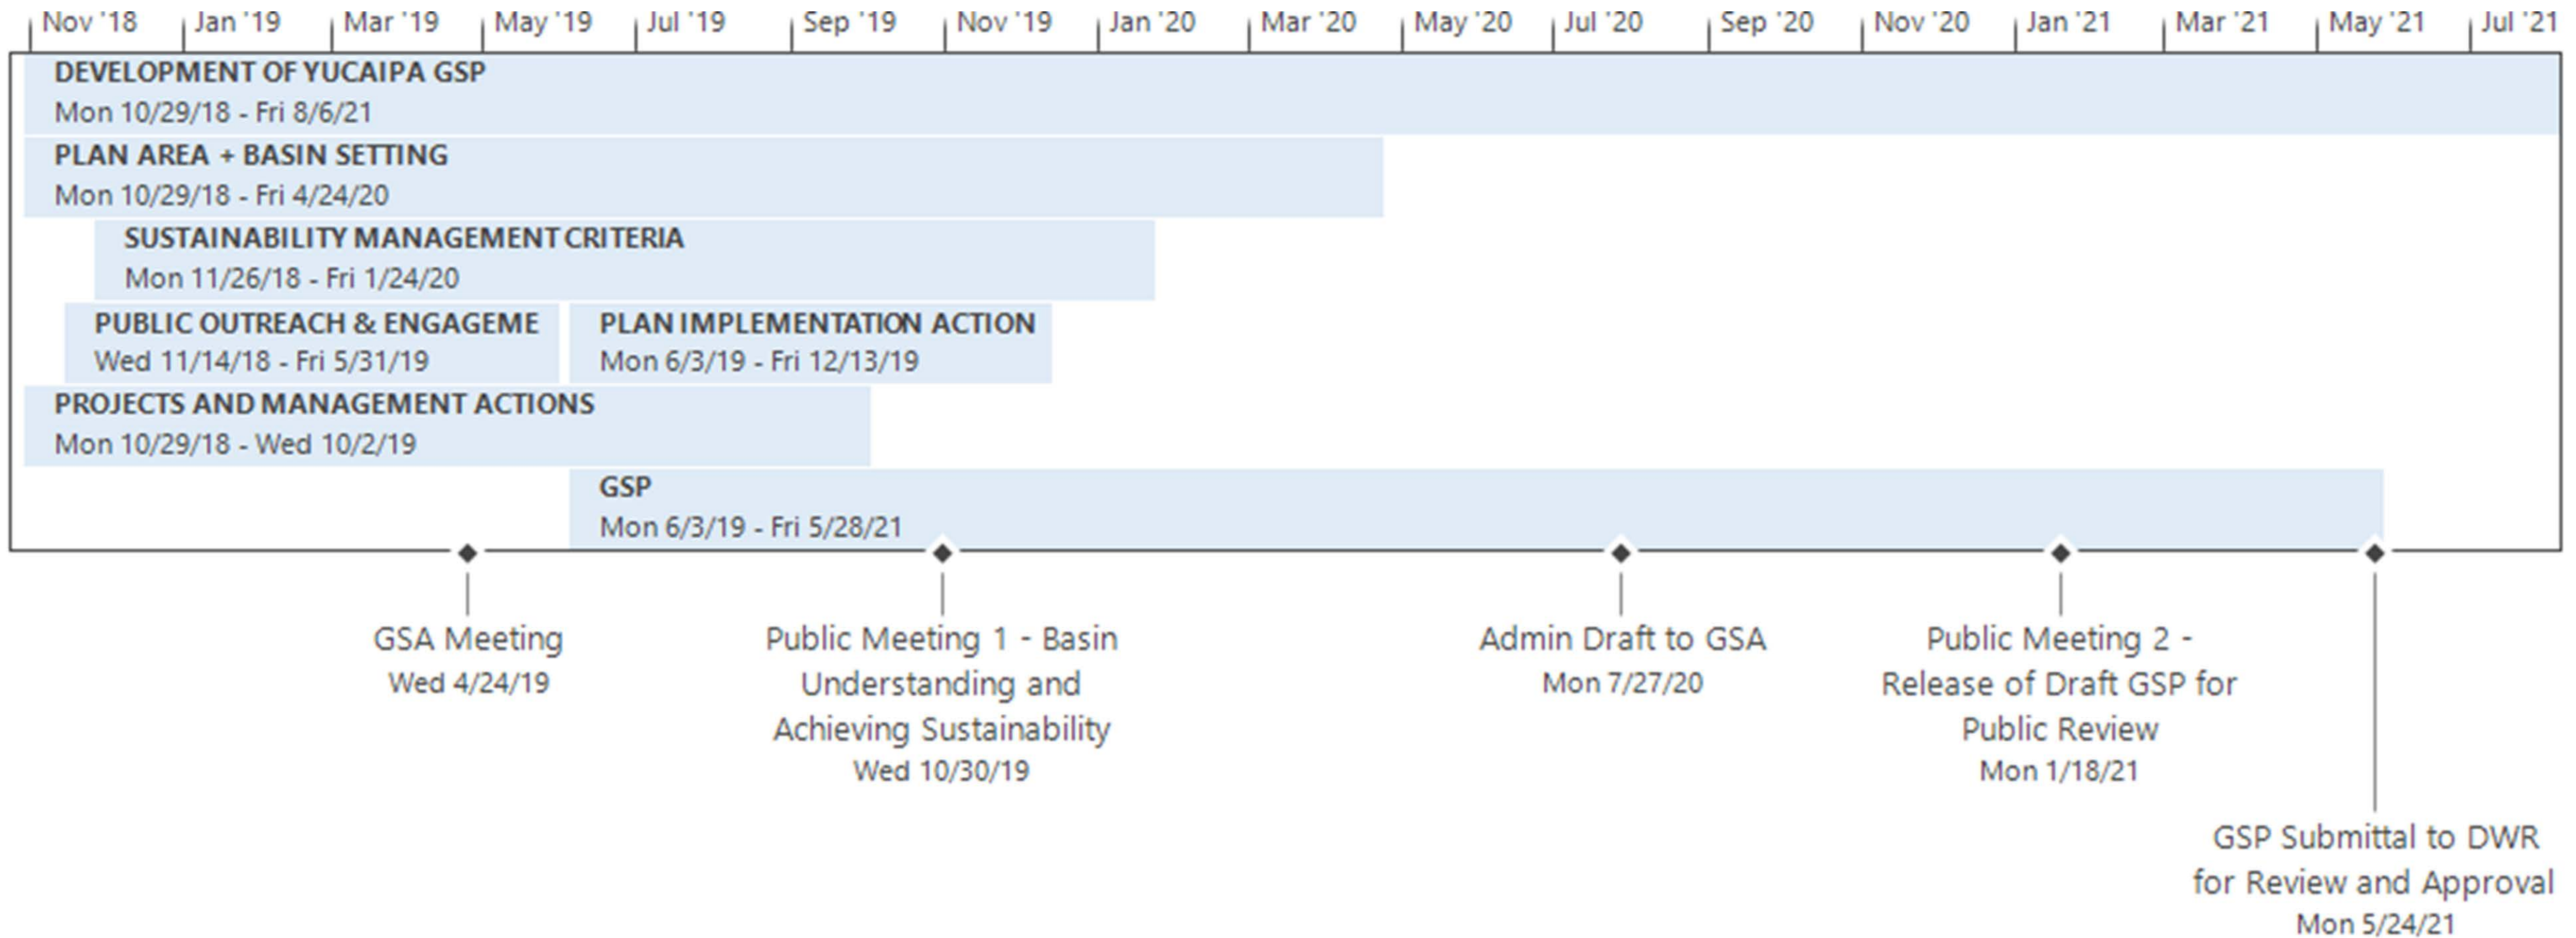 Nov '18 Jan '19 Mar '19 May '19 Jul '19 Sep '19 Nov '19 Jan '20 Mar '20 May '20 Jul '20 Sep '20 Nov '20 Jan '21 Mar '21 May '21 Jul '21
DEVELOPMENT OF YUCAIPA GSP
Mon 10/29/18 - Fri 8/6/21
PLAN AREA + BASIN SETTING
Mon 10/29/18 - Fri 4/24/20
SUSTAINABILITY MANAGEMENT CRITERIA
Mon 11/26/18 - Fri 1/24/20
PUBLIC OUTREACH & ENGAGEME
Wed 11/14/18 - Fri 5/31/19
PLAN IMPLEMENTATION ACTION
Mon 6/3/19 - Fri 12/13/19
PROJECTS AND MANAGEMENT ACTIONS
Mon 10/29/18 - Wed 10/2/19
GSP
Mon 6/3/19 - Fri 5/28/21
GSA Meeting
Wed 4/24/19
Public Meeting 1 - Basin
Understanding and
Achieving Sustainability
Wed 10/30/19
Admin Draft to GSA
Mon 7/27/20
Public Meeting 2 -
Release of Draft GSP for
Public Review
Mon 1/18/21
GSP Submittal to DWR
for Review and Approval
Mon 5/24/21